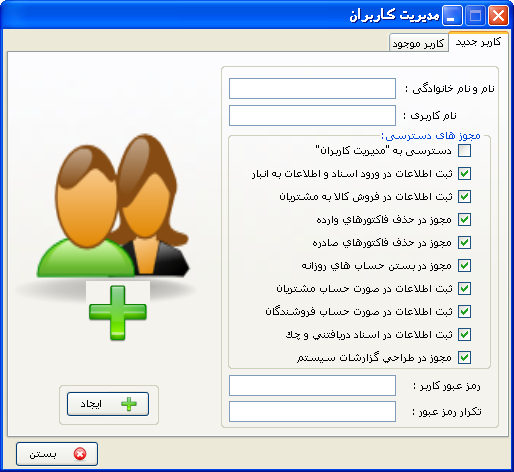 مدیریت کاربران
کاربر جدید
کاربر موجود
نام و نام خانوادگی :
نام کاربری :
مجوز های دسترسی:
دسترسی به "مدیریت کاربران"
ثبت اطلاعات در ورود اسناد و اطلاعات به انبار
ثبت اطلاعات در فروش کالا به مشتریان
مجوز در حذف فاکتورهاي وارده
مجوز در حذف فاکتورهاي صادره
مجوز در بستن حساب هاي روزانه
ثبت اطلاعات در صورت حساب مشتریان
ثبت اطلاعات در صورت حساب فروشندگان
ثبت اطلاعات در اسناد دریافتني و چك
مجوز در طراحي گزارشات سیستم
رمز عبور کاربر :
تکرار رمز عبور :
ایجاد
بستن